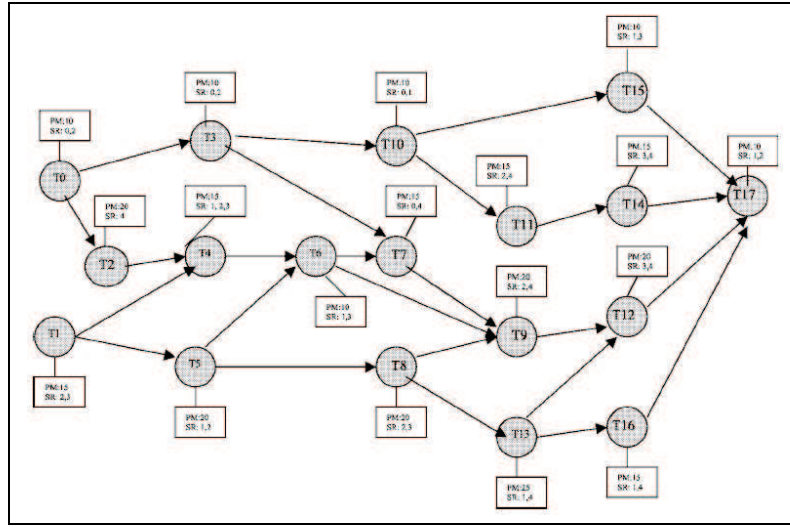 PM:10
SR: 1,3
T15
PM:10
SR: 0,2
PM:10
SR: 0,1
PM:10
SR: 0,2
T3
T10
PM:15
SR: 3,4
PM:10
SR: 1,2
T0
PM:15
SR: 2,4
T17
PM:20
SR: 4
PM:15
SR: 1, 2,3
PM:15
SR: 0,4
T11
T14
T2
T4
T6
T7
PM:20
SR: 2,4
PM:20
SR: 3,4
PM:10
SR: 1,3
T1
T9
T12
T5
T8
PM:15
SR: 2,3
PM:20
SR: 1,2
PM:20
SR: 2,3
T13
T16
PM:25
SR: 1,4
PM:15
SR: 1,4